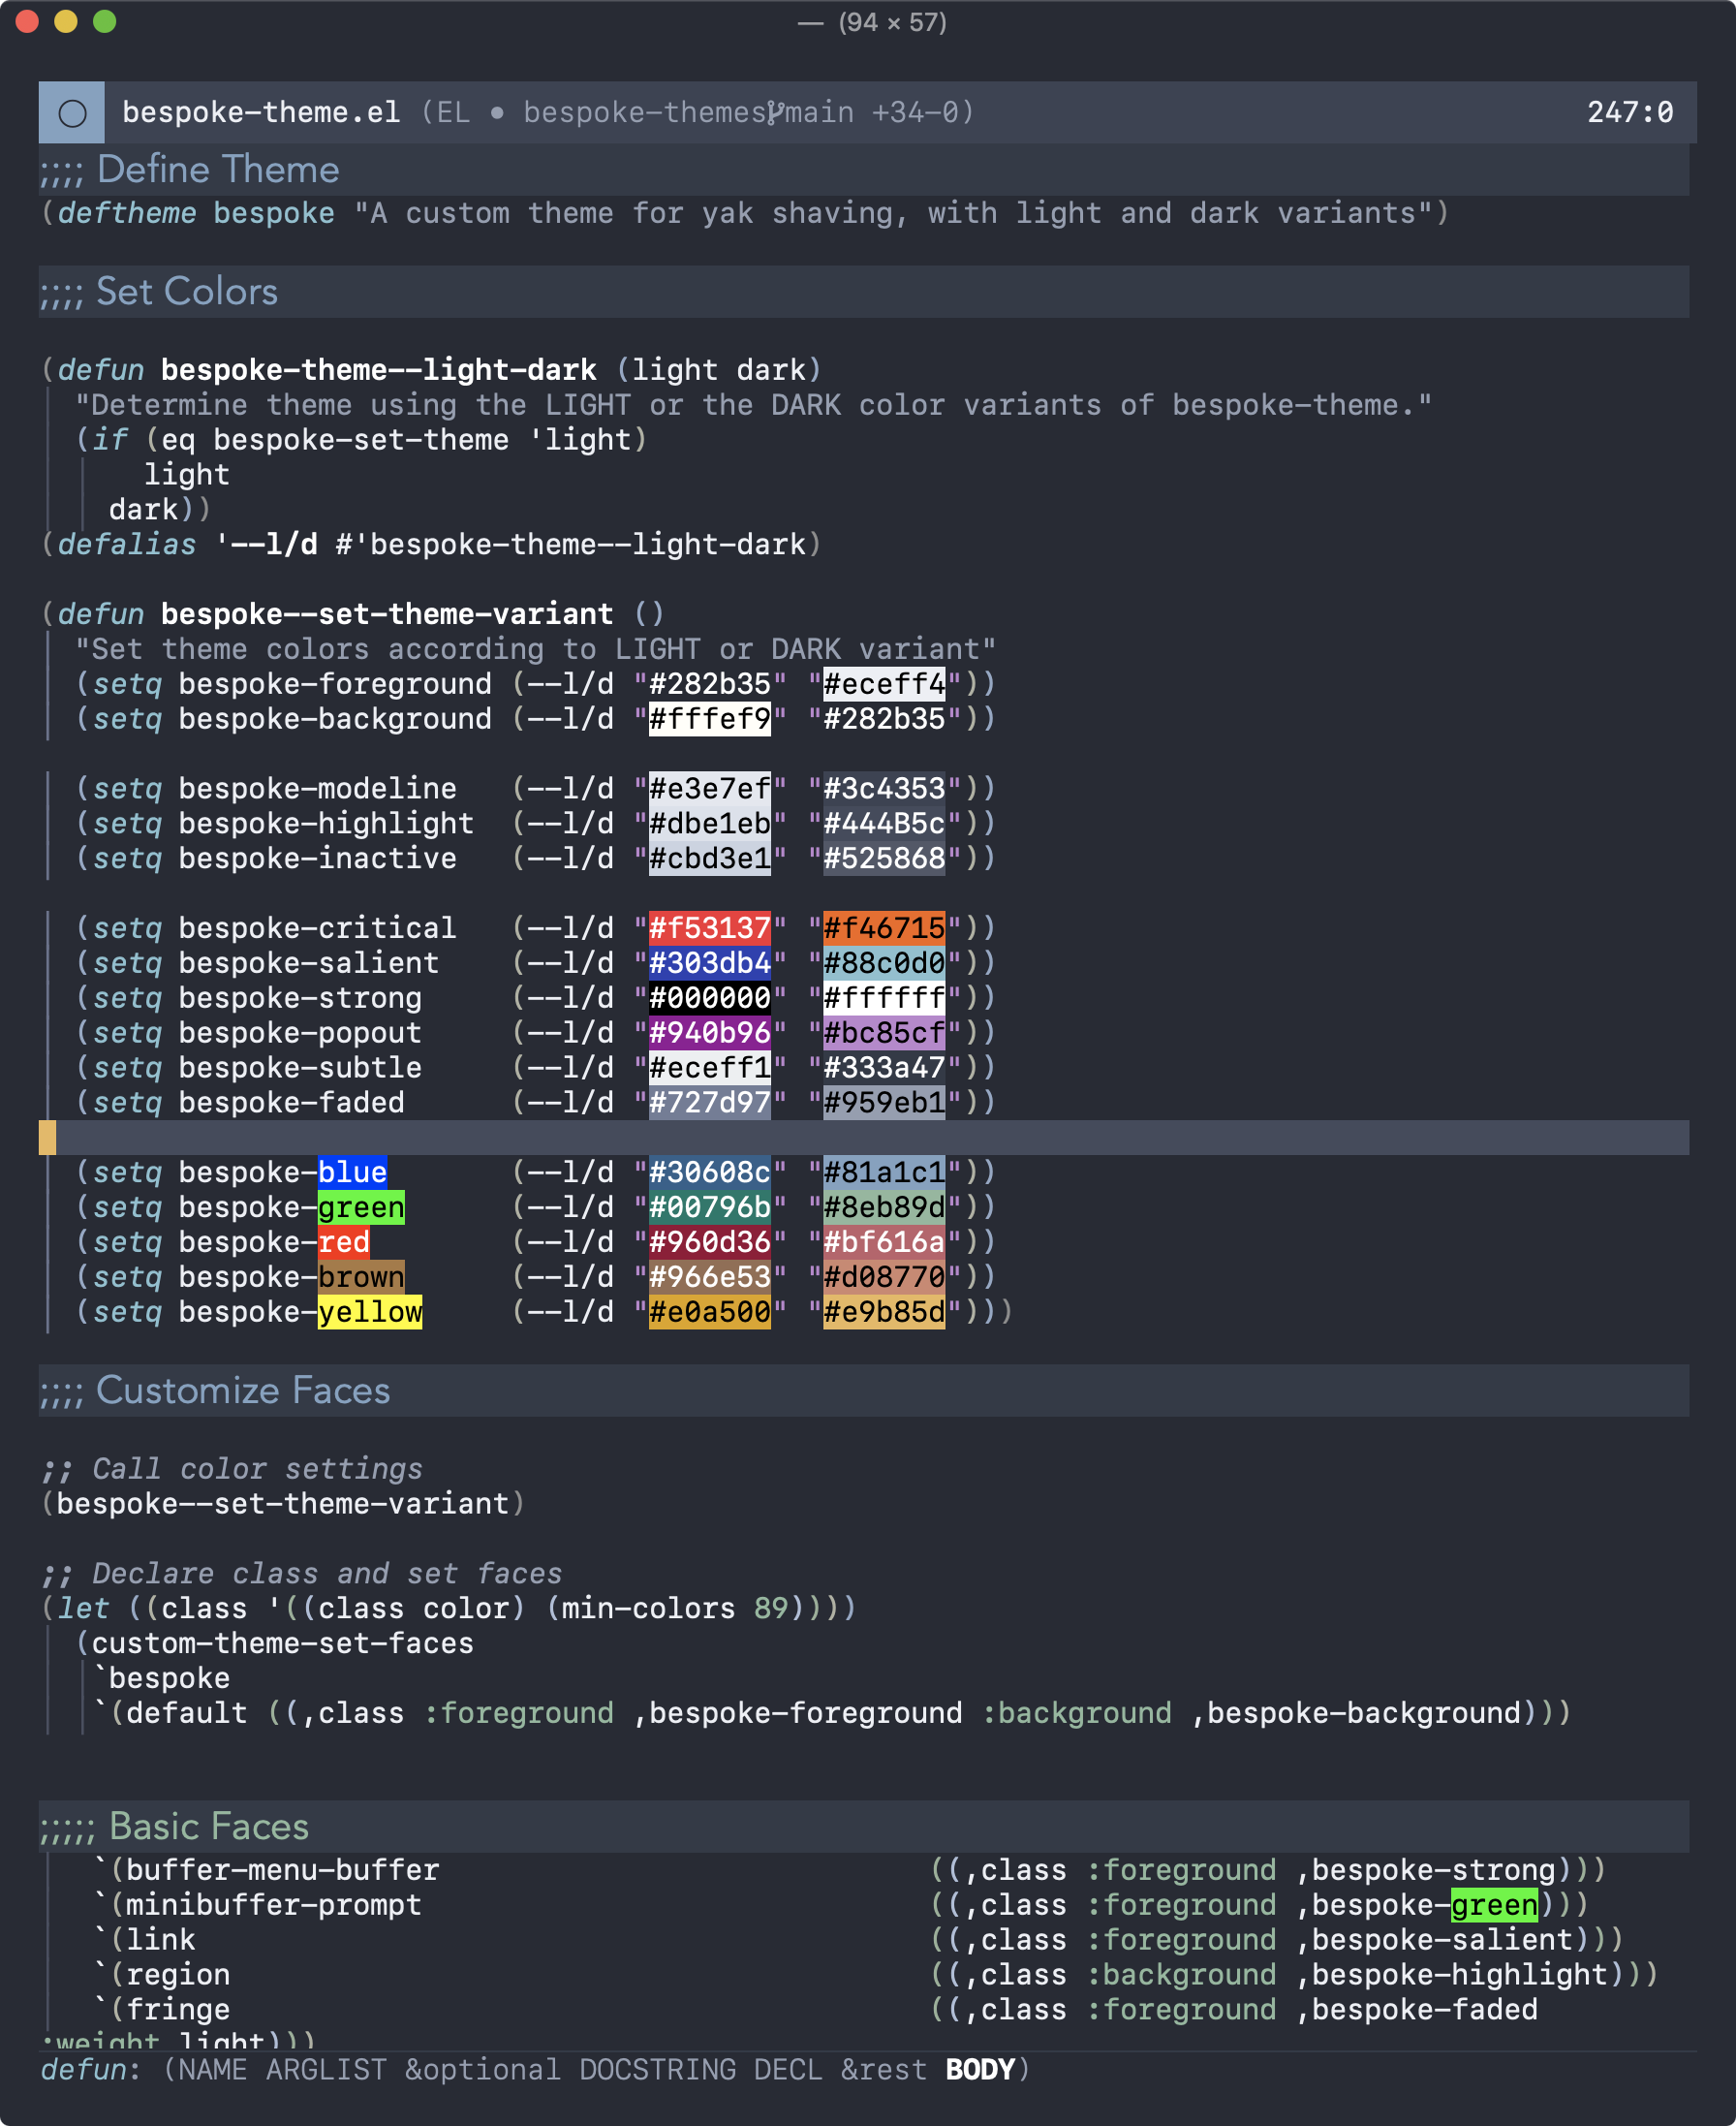 — (94 × 57)
bespoke-theme.el (EL • bespoke-themes main +34-0) 247:0
;;;; Define Theme
(deftheme bespoke "A custom theme for yak shaving, with light and dark variants")
;;;; Set Colors
(defun bespoke-theme--light-dark (light dark)
"Determine theme using the LIGHT or the DARK color variants of bespoke-theme."
(if (eq bespoke-set-theme 'light)
light
dark))
(defalias '--l/d #'bespoke-theme--light-dark)
(defun bespoke--set-theme-variant ()
"Set theme colors according to LIGHT or DARK variant"
(setq bespoke-foreground (--l/d "#282b35" "#eceff4"))
(setq bespoke-background (--l/d "#fffef9" "#282b35"))
(setq bespoke-modeline (--l/d "#e3e7ef" "#3c4353"))
(setq bespoke-highlight (--l/d "#dbe1eb" "#444B5c"))
(setq bespoke-inactive (--l/d "#cbd3e1" "#525868"))
(setq bespoke-critical (--l/d "#f53137" "#f46715"))
(setq bespoke-salient (--l/d "#303db4" "#88c0d0"))
(setq bespoke-strong (--l/d "#000000" "#ffffff"))
(setq bespoke-popout (--l/d "#940b96" "#bc85cf"))
(setq bespoke-subtle (--l/d "#eceff1" "#333a47"))
(setq bespoke-faded (--l/d "#727d97" "#959eb1"))
(setq bespoke-blue (--l/d "#30608c" "#81a1c1"))
(setq bespoke-green (--l/d "#00796b" "#8eb89d"))
(setq bespoke-red (--l/d "#960d36" "#bf616a"))
(setq bespoke-brown (--l/d "#966e53" "#d08770"))
(setq bespoke-yellow (--l/d "#e0a500" "#e9b85d")))
;;;; Customize Faces
;; Call color settings
(bespoke--set-theme-variant)
;; Declare class and set faces
(let ((class '((class color) (min-colors 89))))
(custom-theme-set-faces
`bespoke
`(default ((,class :foreground ,bespoke-foreground :background ,bespoke-background)))
;;;;; Basic Faces
`(buffer-menu-buffer ((,class :foreground ,bespoke-strong)))
`(minibuffer-prompt ((,class :foreground ,bespoke-green)))
`(link ((,class :foreground ,bespoke-salient)))
`(region ((,class :background ,bespoke-highlight)))
`(fringe ((,class :foreground ,bespoke-faded
:weight light)))
defun: (NAME ARGLIST &optional DOCSTRING DECL &rest BODY)